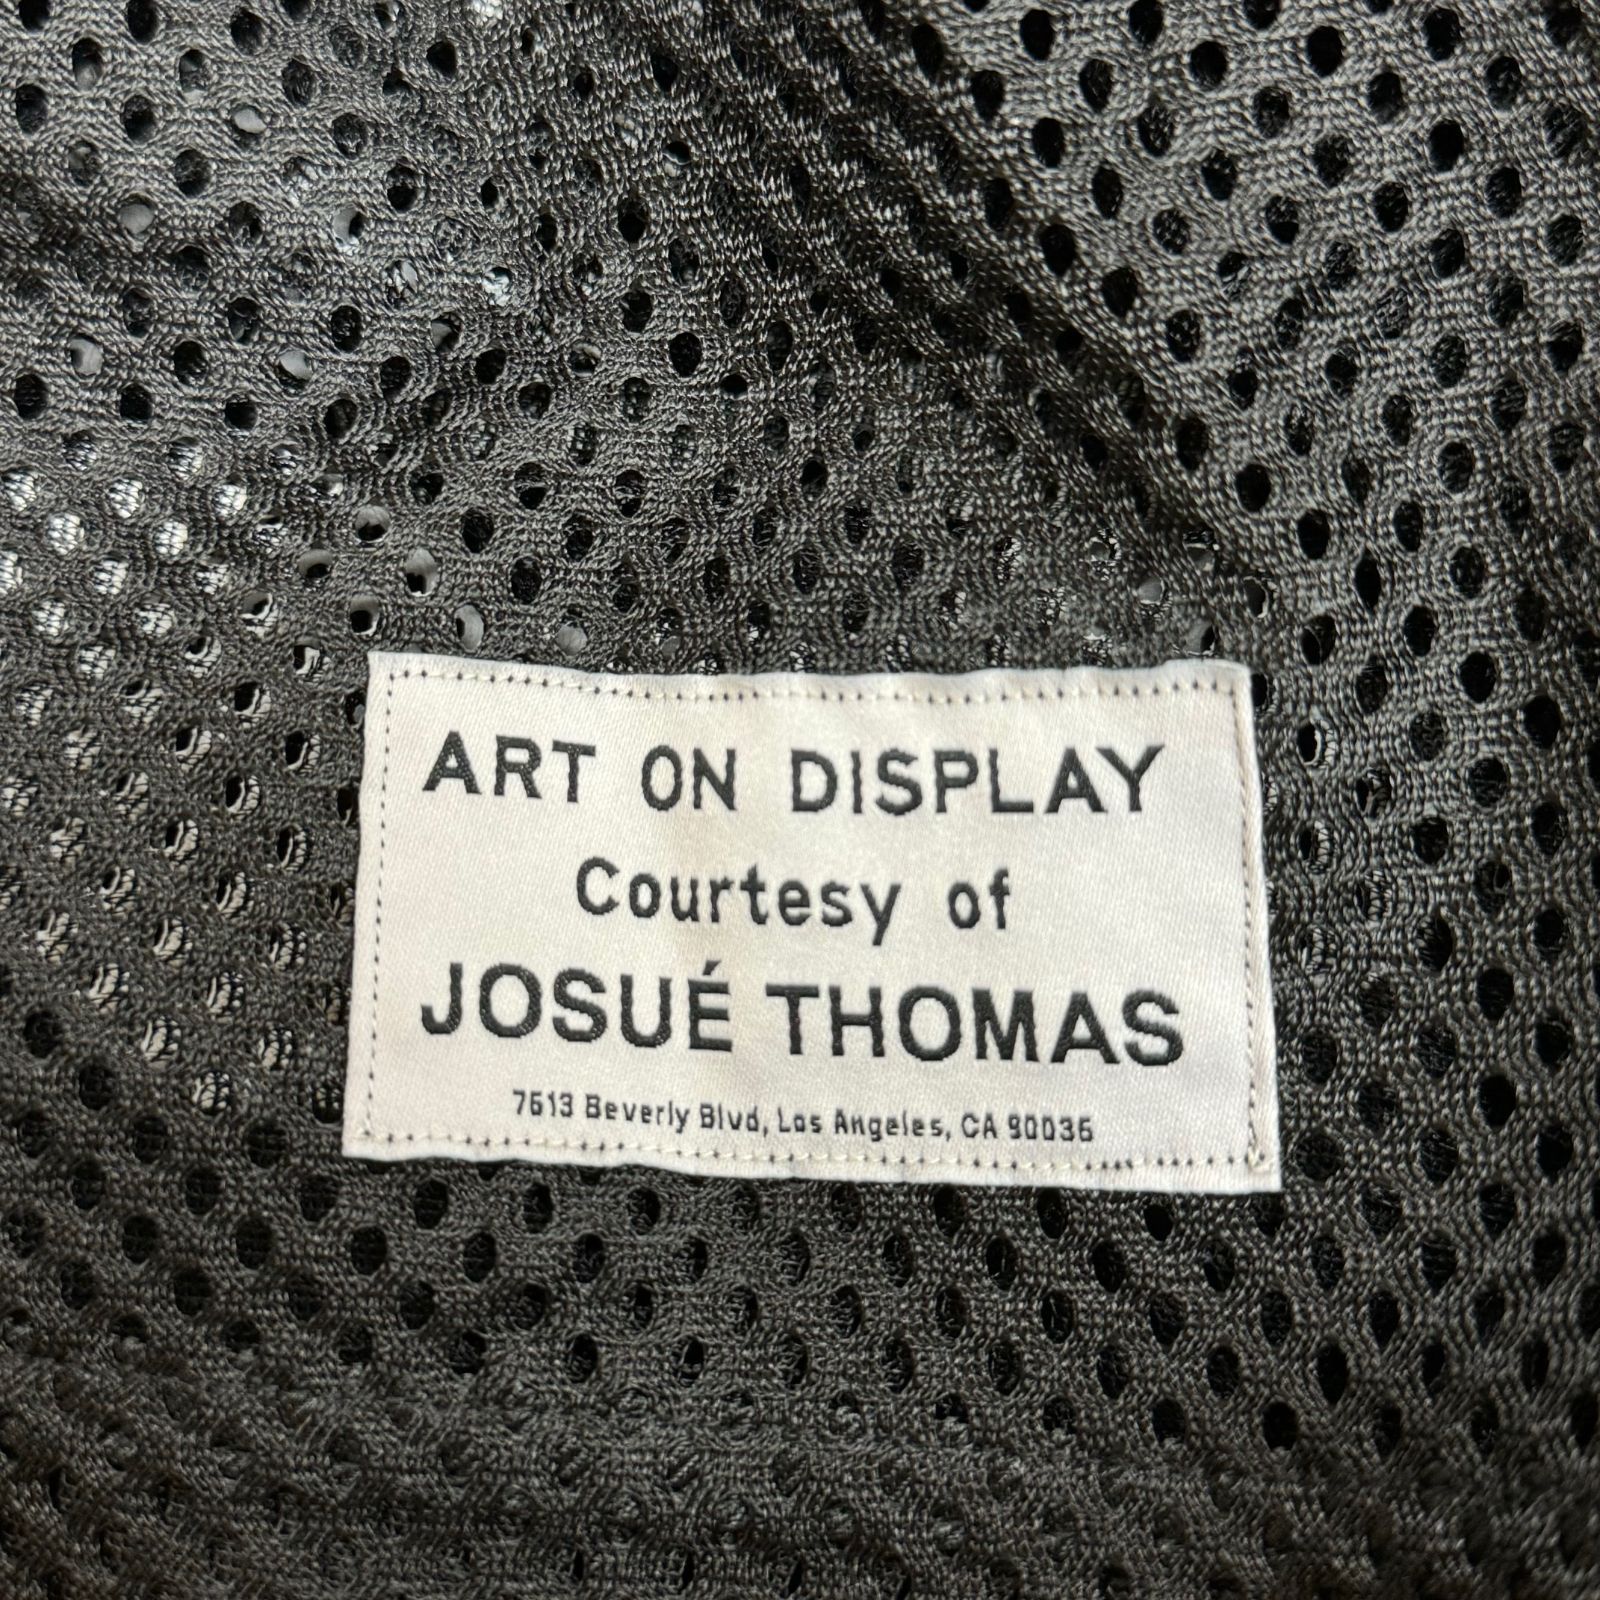 ART ON DISPLAY
Courtesy of
JOSUÉ THOMAS
7613 Beverly Blvd, Los Angeles, CA 90036